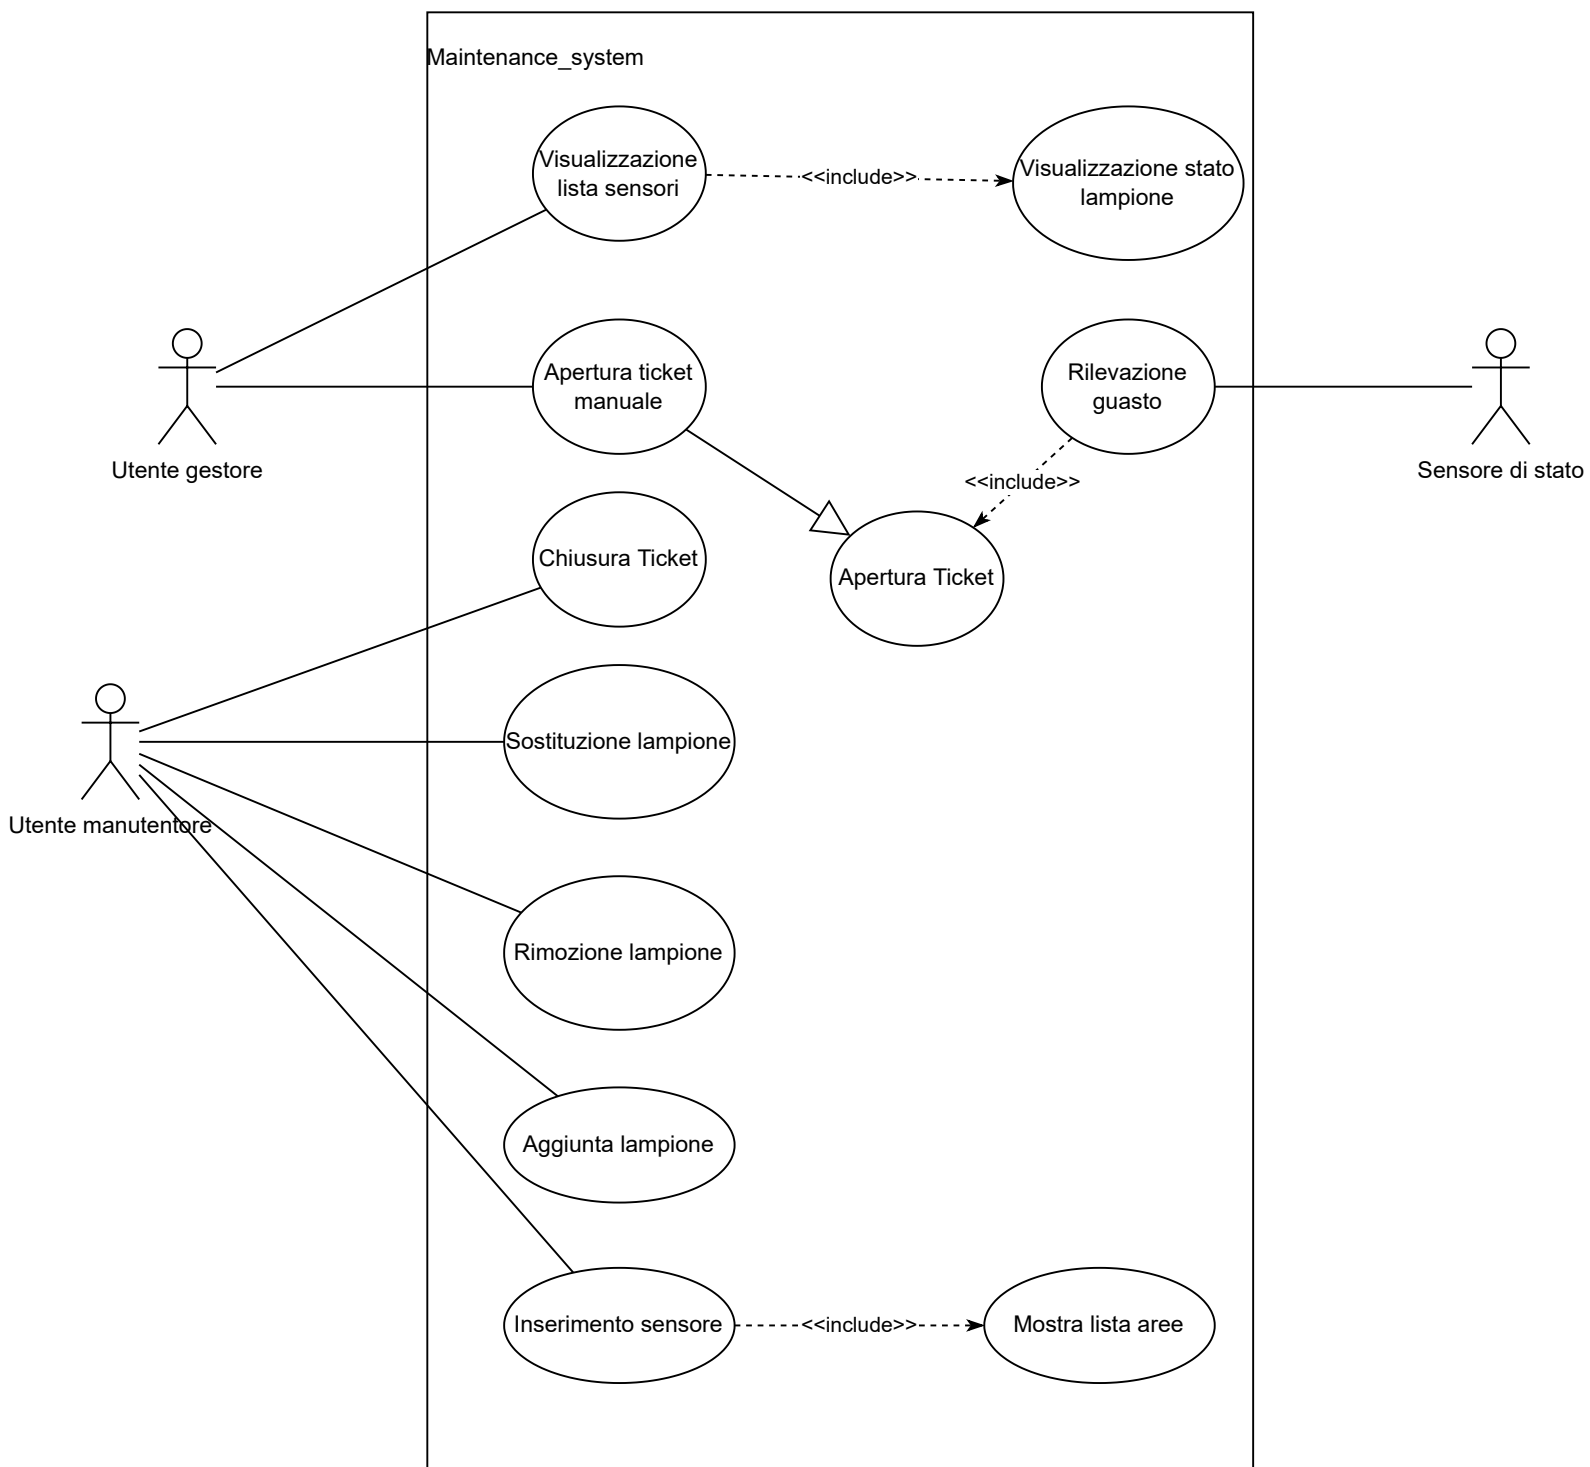 Maintenance_system
Visualizzazione
lista sensori
<<include>>
Visualizzazione stato
lampione
Apertura ticket
manuale
Rilevazione
guasto
Utente gestore
Sensore di stato
<<include>>
Chiusura Ticket
Apertura Ticket
Sostituzione lampione
Utente manutentore
Rimozione lampione
Aggiunta lampione
Inserimento sensore
<<include>>
Mostra lista aree